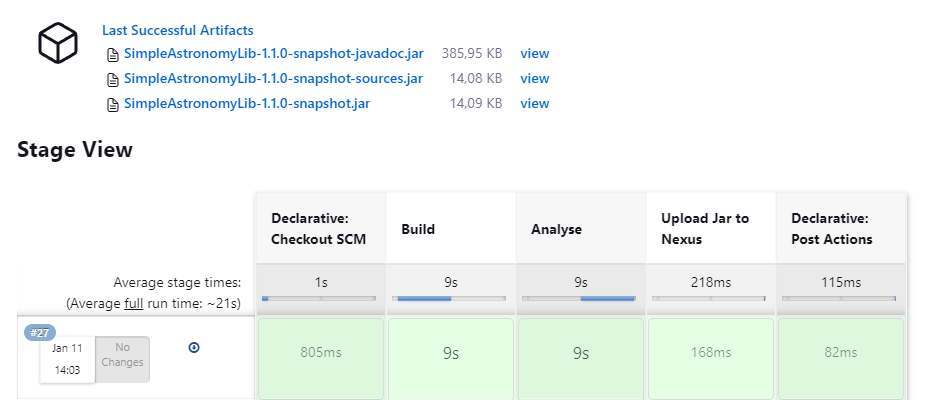 Last Successful Artifacts
SimpleAstronomyLib-1.1.0-snapshot-javadoc.jar 385,95 KB view
SimpleAstronomyLib-1.1.0-snapshot-sources.jar 14,08 KB view
SimpleAstronomyLib-1.1.0-snapshot.jar 14,09 KB view
Stage View
Declarative: Checkout SCM
Build
Analyse
Upload Jar to Nexus
Declarative: Post Actions
Average stage times: 1s 9s 9s 218ms 115ms
(Average full run time: ~21s)
#27
Jan 11
14:03
No
Changes
805ms 9s 9s 168ms 82ms